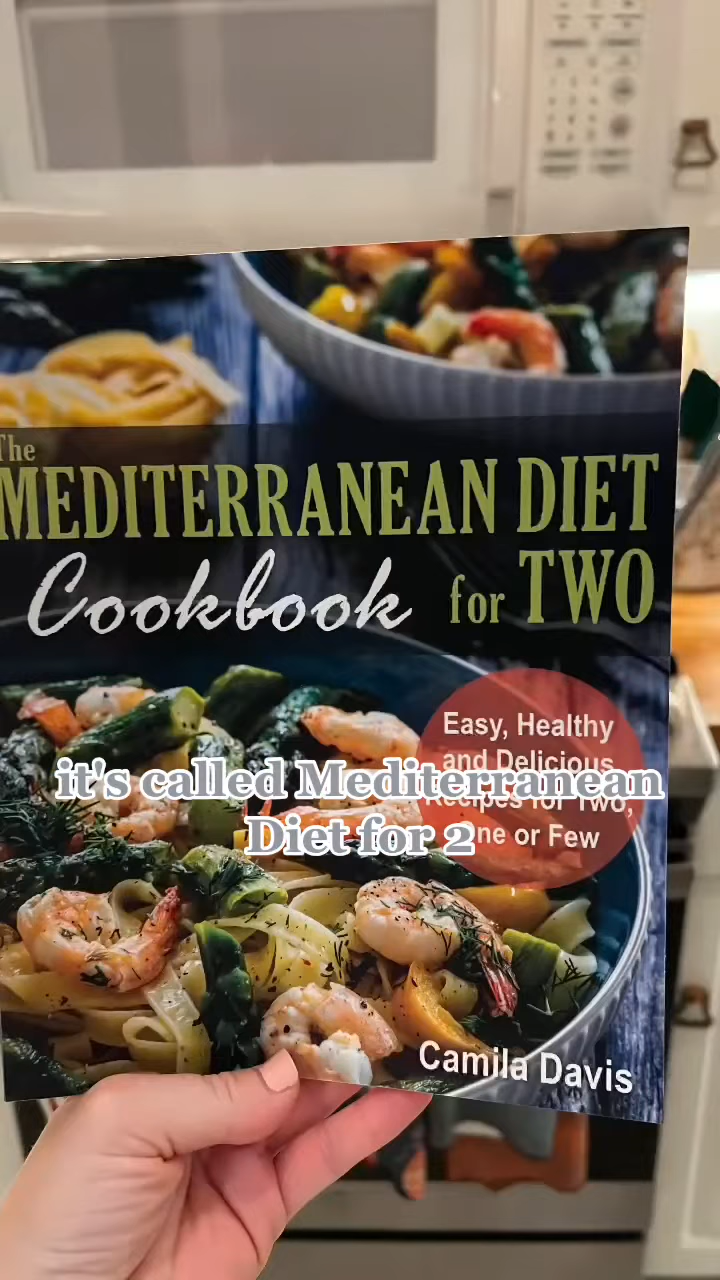 The
MEDITERRANEAN DIET
Cookbook for TWO
Easy, Healthy
and Delicious
it's called Mediterranean
Recipes for Two,
Diet for 2
One or Few
Camila Davis